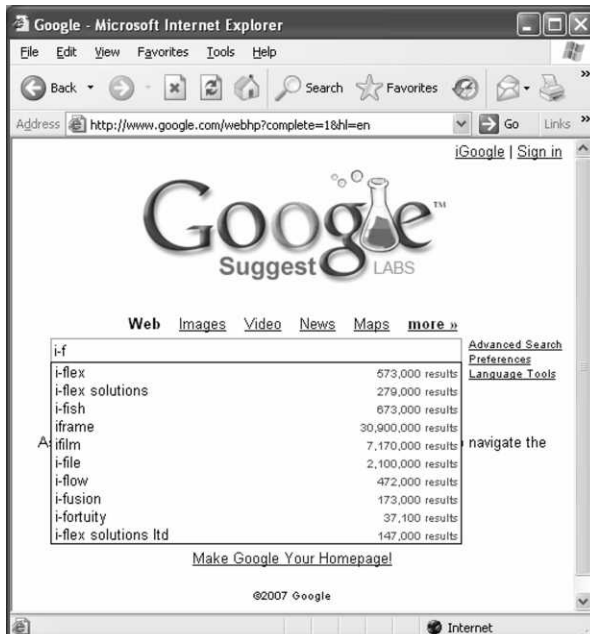 Google - Microsoft Internet Explorer
File Edit View Favorites Tools Help
Back Search Favorites »
Address http://www.google.com/webhp?complete=1&hl=en Go Links »
iGoogle | Sign in
Google™
Suggest LABS
Web Images Video News Maps more »
i-f
Advanced Search
Preferences
Language Tools
i-flex 573,000 results
i-flex solutions 279,000 results
i-fish 673,000 results
iframe 30,900,000 results
ifilm 7,170,000 results
i-file 2,100,000 results
i-flow 472,000 results
i-fusion 173,000 results
i-fortuity 37,100 results
i-flex solutions ltd 147,000 results
navigate the
Make Google Your Homepage!
©2007 Google
Internet